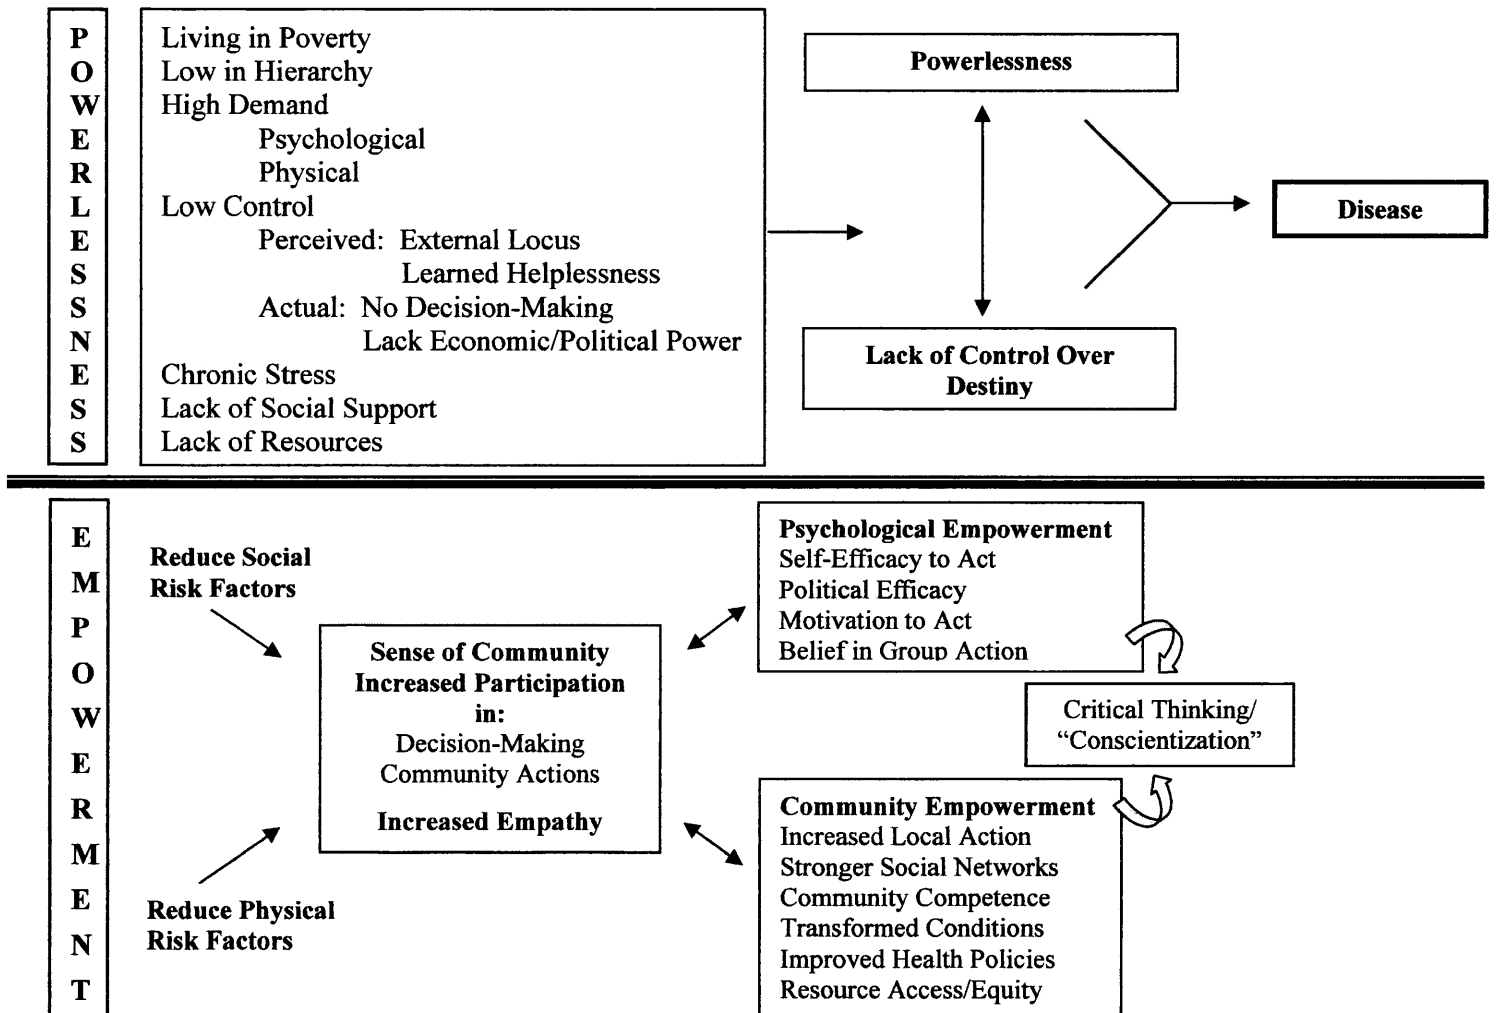 POWERLESSNESS
Living in Poverty
Low in Hierarchy
High Demand
Psychological
Physical
Low Control
Perceived: External Locus
Learned Helplessness
Actual: No Decision-Making
Lack Economic/Political Power
Chronic Stress
Lack of Social Support
Lack of Resources
Powerlessness
Lack of Control Over
Destiny
Disease
EMPOWERMENT
Reduce Social
Risk Factors
Reduce Physical
Risk Factors
Sense of Community
Increased Participation
in:
Decision-Making
Community Actions
Increased Empathy
Psychological Empowerment
Self-Efficacy to Act
Political Efficacy
Motivation to Act
Belief in Group Action
Critical Thinking/
“Conscientization”
Community Empowerment
Increased Local Action
Stronger Social Networks
Community Competence
Transformed Conditions
Improved Health Policies
Resource Access/Equity